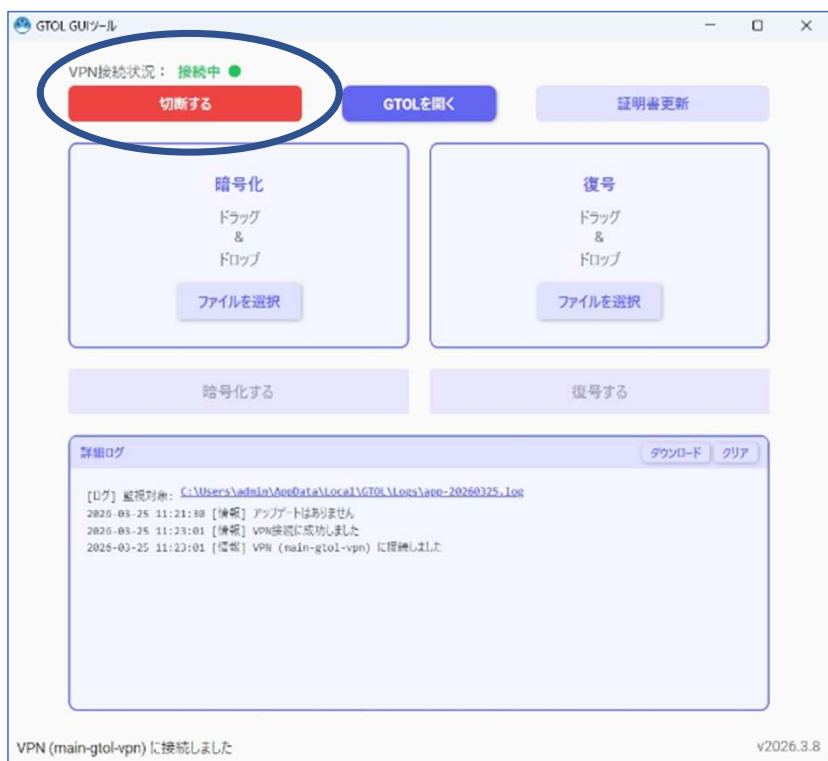 GTOL GUIツール
VPN接続状況： 接続中
切断する
GTOLを開く
証明書更新
暗号化
ドラッグ
&
ドロップ
ファイルを選択
復号
ドラッグ
&
ドロップ
ファイルを選択
暗号化する
復号する
詳細ログ
ダウンロード
クリア
[ログ] 監視対象: C:\Users\admin\AppData\Local\GTOL\Logs\app-20260325.log
2026-03-25 11:21:30 [情報] アップデートはありません
2026-03-25 11:23:01 [情報] VPN接続に成功しました
2026-03-25 11:23:01 [情報] VPN (main-gtol-vpn) に接続しました
VPN (main-gtol-vpn) に接続しました
v2026.3.8